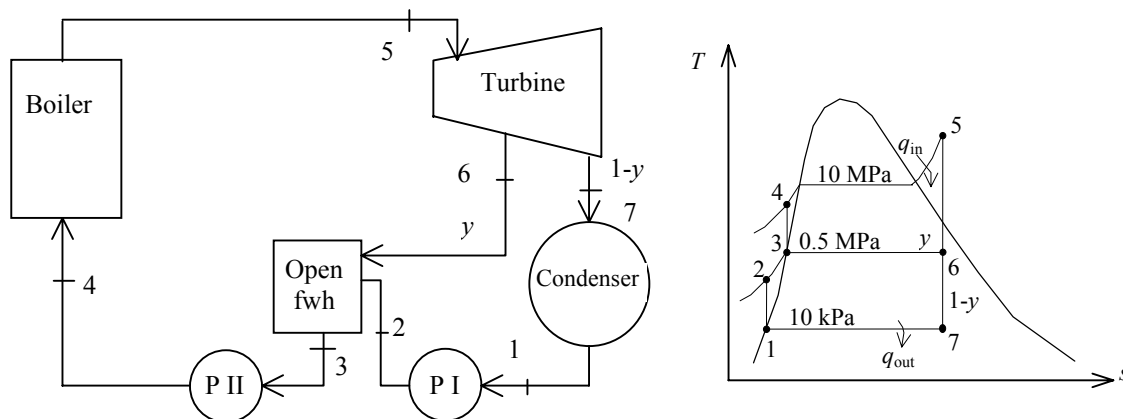 5
Boiler
Turbine
6
1-y
7
y
4
Open
fwh
2
Condenser
3
1
P II
P I
T
5
q_in
10 MPa
4
3
0.5 MPa
y
6
2
1-y
10 kPa
1
q_out
7
s